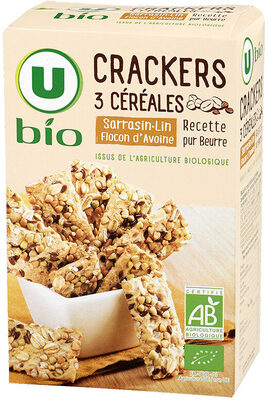 U
bio
CRACKERS
3 CÉRÉALES
Sarrasin-Lin
Flocon d'Avoine
Recette
pur Beurre
ISSUS DE L'AGRICULTURE BIOLOGIQUE
CERTIFIÉ
AB
AGRICULTURE
BIOLOGIQUE